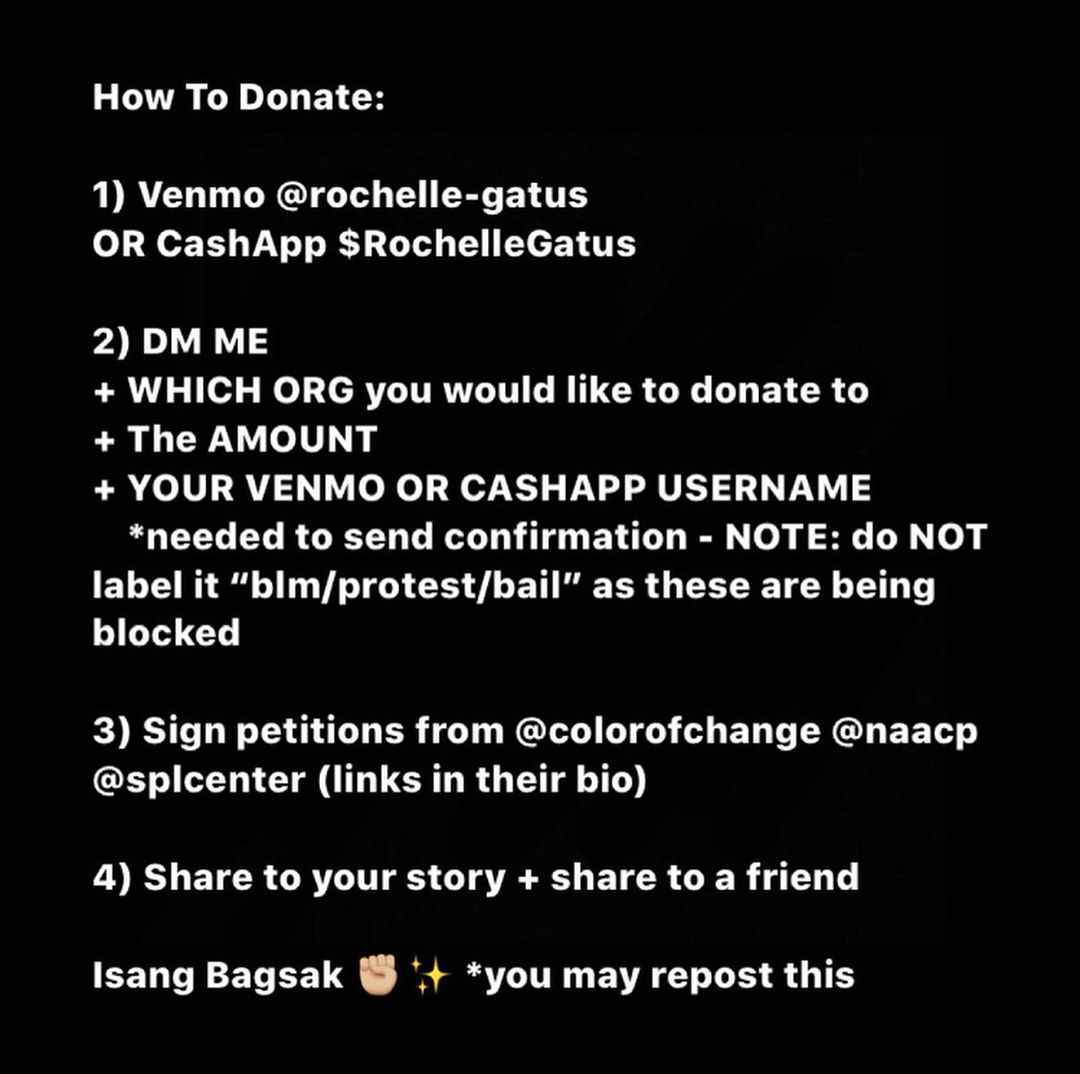 How To Donate:
1) Venmo @rochelle-gatus
OR CashApp $RochelleGatus
2) DM ME
+ WHICH ORG you would like to donate to
+ The AMOUNT
+ YOUR VENMO OR CASHAPP USERNAME
*needed to send confirmation - NOTE: do NOT
label it “blm/protest/bail” as these are being
blocked
3) Sign petitions from @colorofchange @naacp
@splcenter (links in their bio)
4) Share to your story + share to a friend
Isang Bagsak ✊🏼✨ *you may repost this